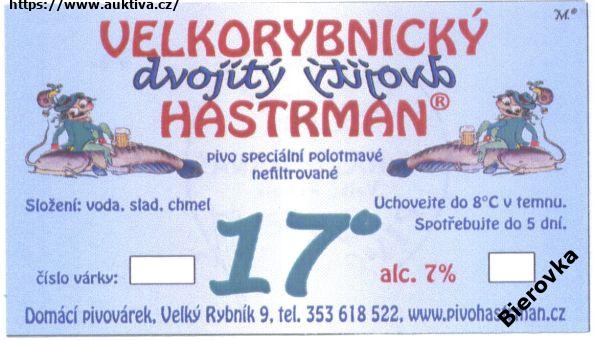 https://www.auktiva.cz/
M.®
VELKORYBNICKÝ
dvojitý dvojitý
HASTRMAN®
pivo speciální polotmavé
nefiltrované
Složení: voda, slad, chmel
Uchovejte do 8°C v temnu.
Spotřebujte do 5 dní.
17°
číslo várky:
alc. 7%
Domácí pivovárek, Velký Rybník 9, tel. 353 618 522, www.pivohastrman.cz
Bierovka